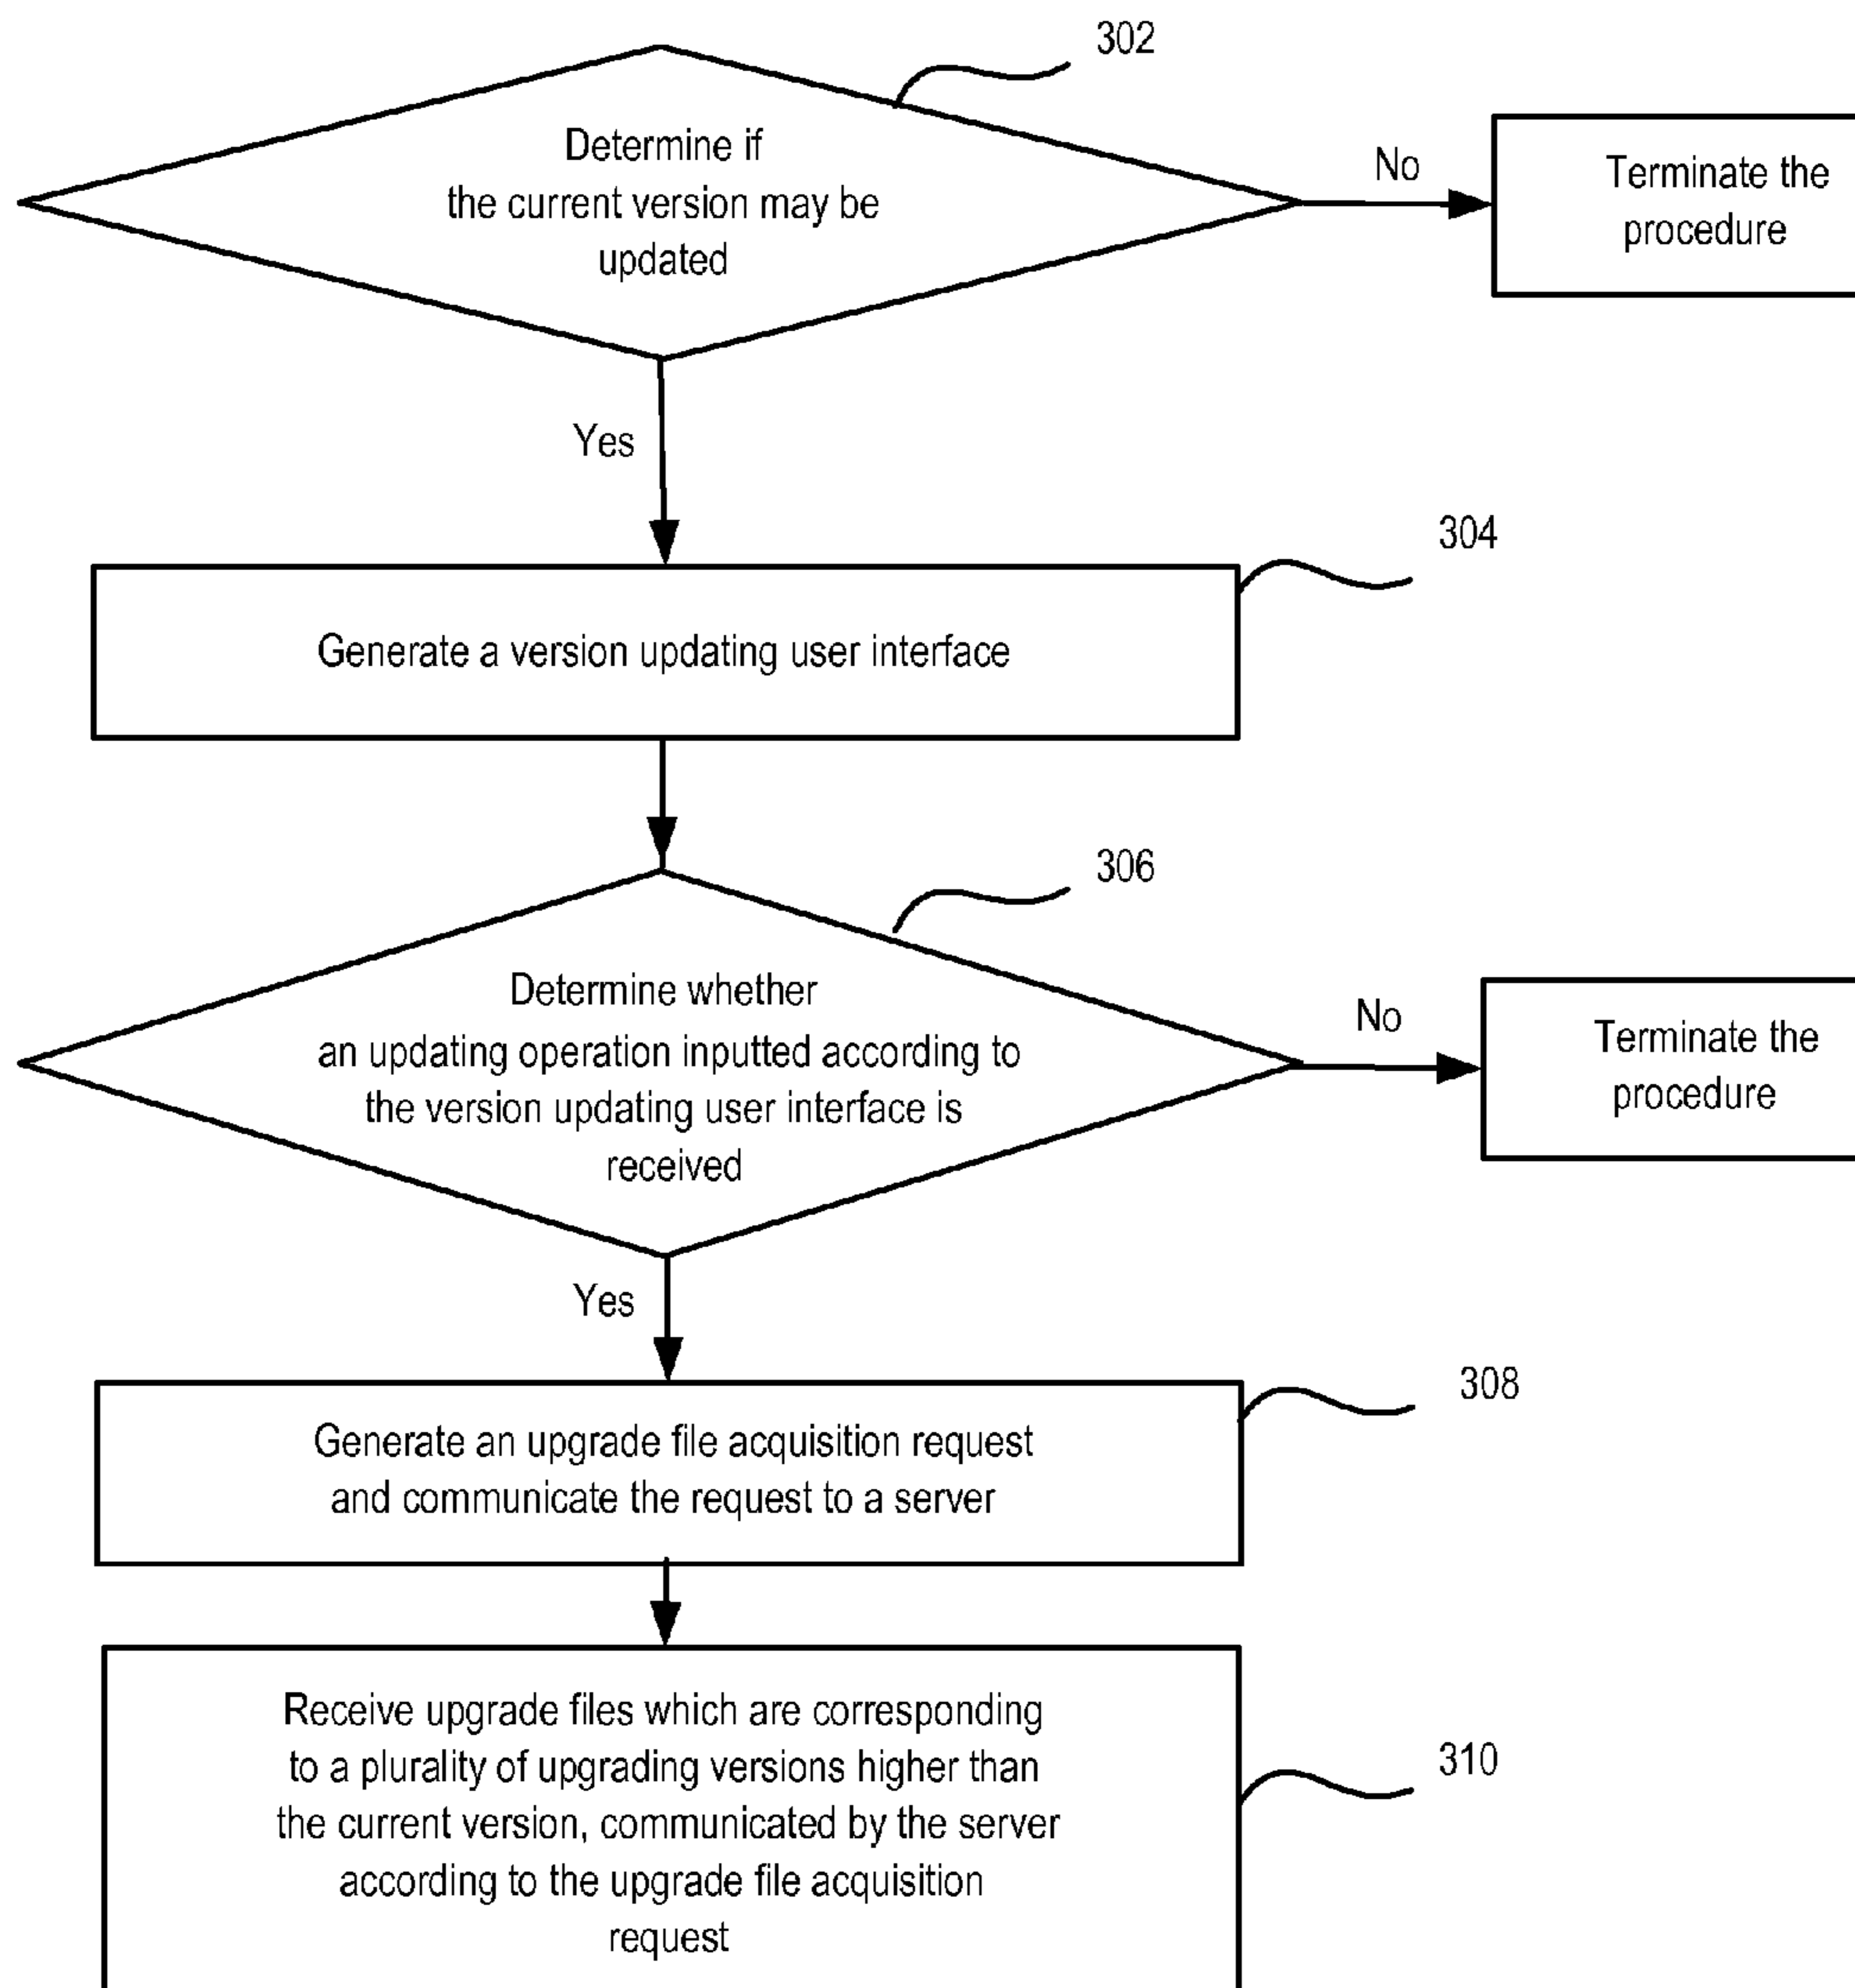 302
Determine if
the current version may be
updated
No
Terminate the
procedure
Yes
304
Generate a version updating user interface
306
Determine whether
an updating operation inputted according to
the version updating user interface is
received
No
Terminate the
procedure
Yes
308
Generate an upgrade file acquisition request
and communicate the request to a server
310
Receive upgrade files which are corresponding
to a plurality of upgrading versions higher than
the current version, communicated by the server
according to the upgrade file acquisition
request